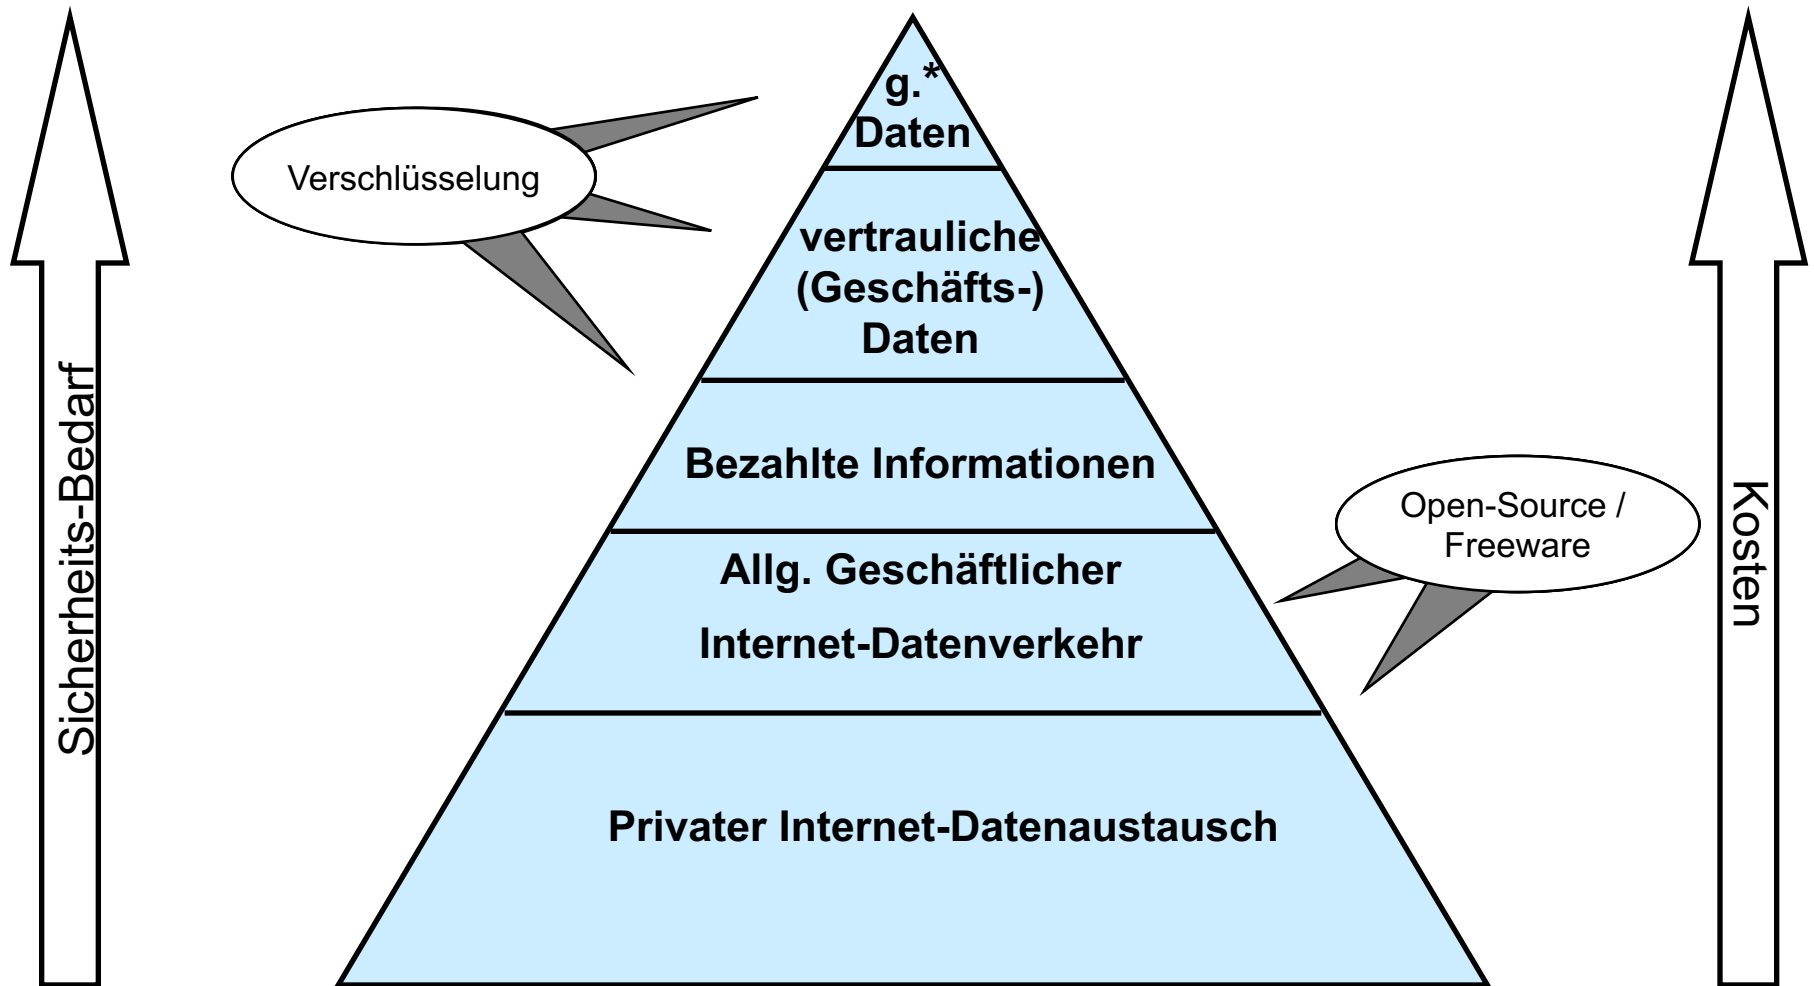 g.*
Daten
Verschlüsselung
vertrauliche
(Geschäfts-)
Daten
Sicherheits-Bedarf
Bezahlte Informationen
Open-Source /
Freeware
Kosten
Allg. Geschäftlicher
Internet-Datenverkehr
Privater Internet-Datenaustausch